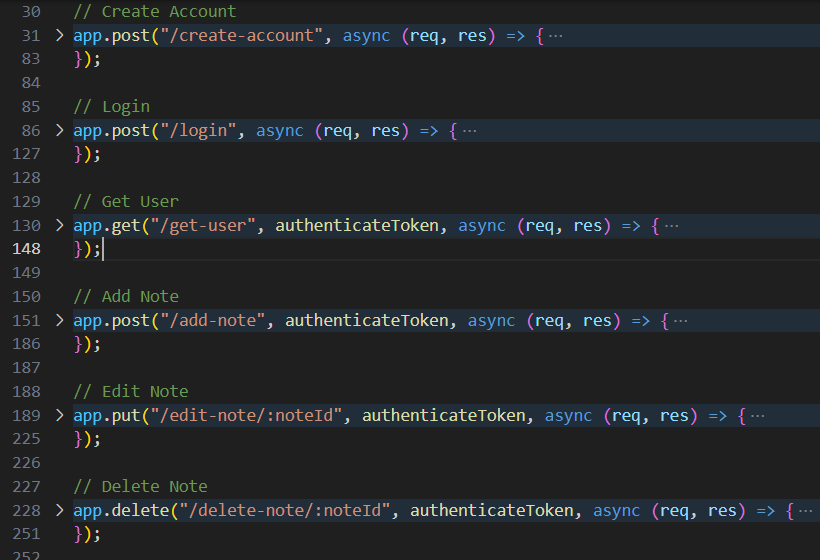 30 // Create Account
31 > app.post("/create-account", async (req, res) => { ···
83 });
84
85 // Login
86 > app.post("/login", async (req, res) => { ···
127 });
128
129 // Get User
130 > app.get("/get-user", authenticateToken, async (req, res) => { ···
148 });
149
150 // Add Note
151 > app.post("/add-note", authenticateToken, async (req, res) => { ···
186 });
187
188 // Edit Note
189 > app.put("/edit-note/:noteId", authenticateToken, async (req, res) => { ···
225 });
226
227 // Delete Note
228 > app.delete("/delete-note/:noteId", authenticateToken, async (req, res) => { ···
251 });
252